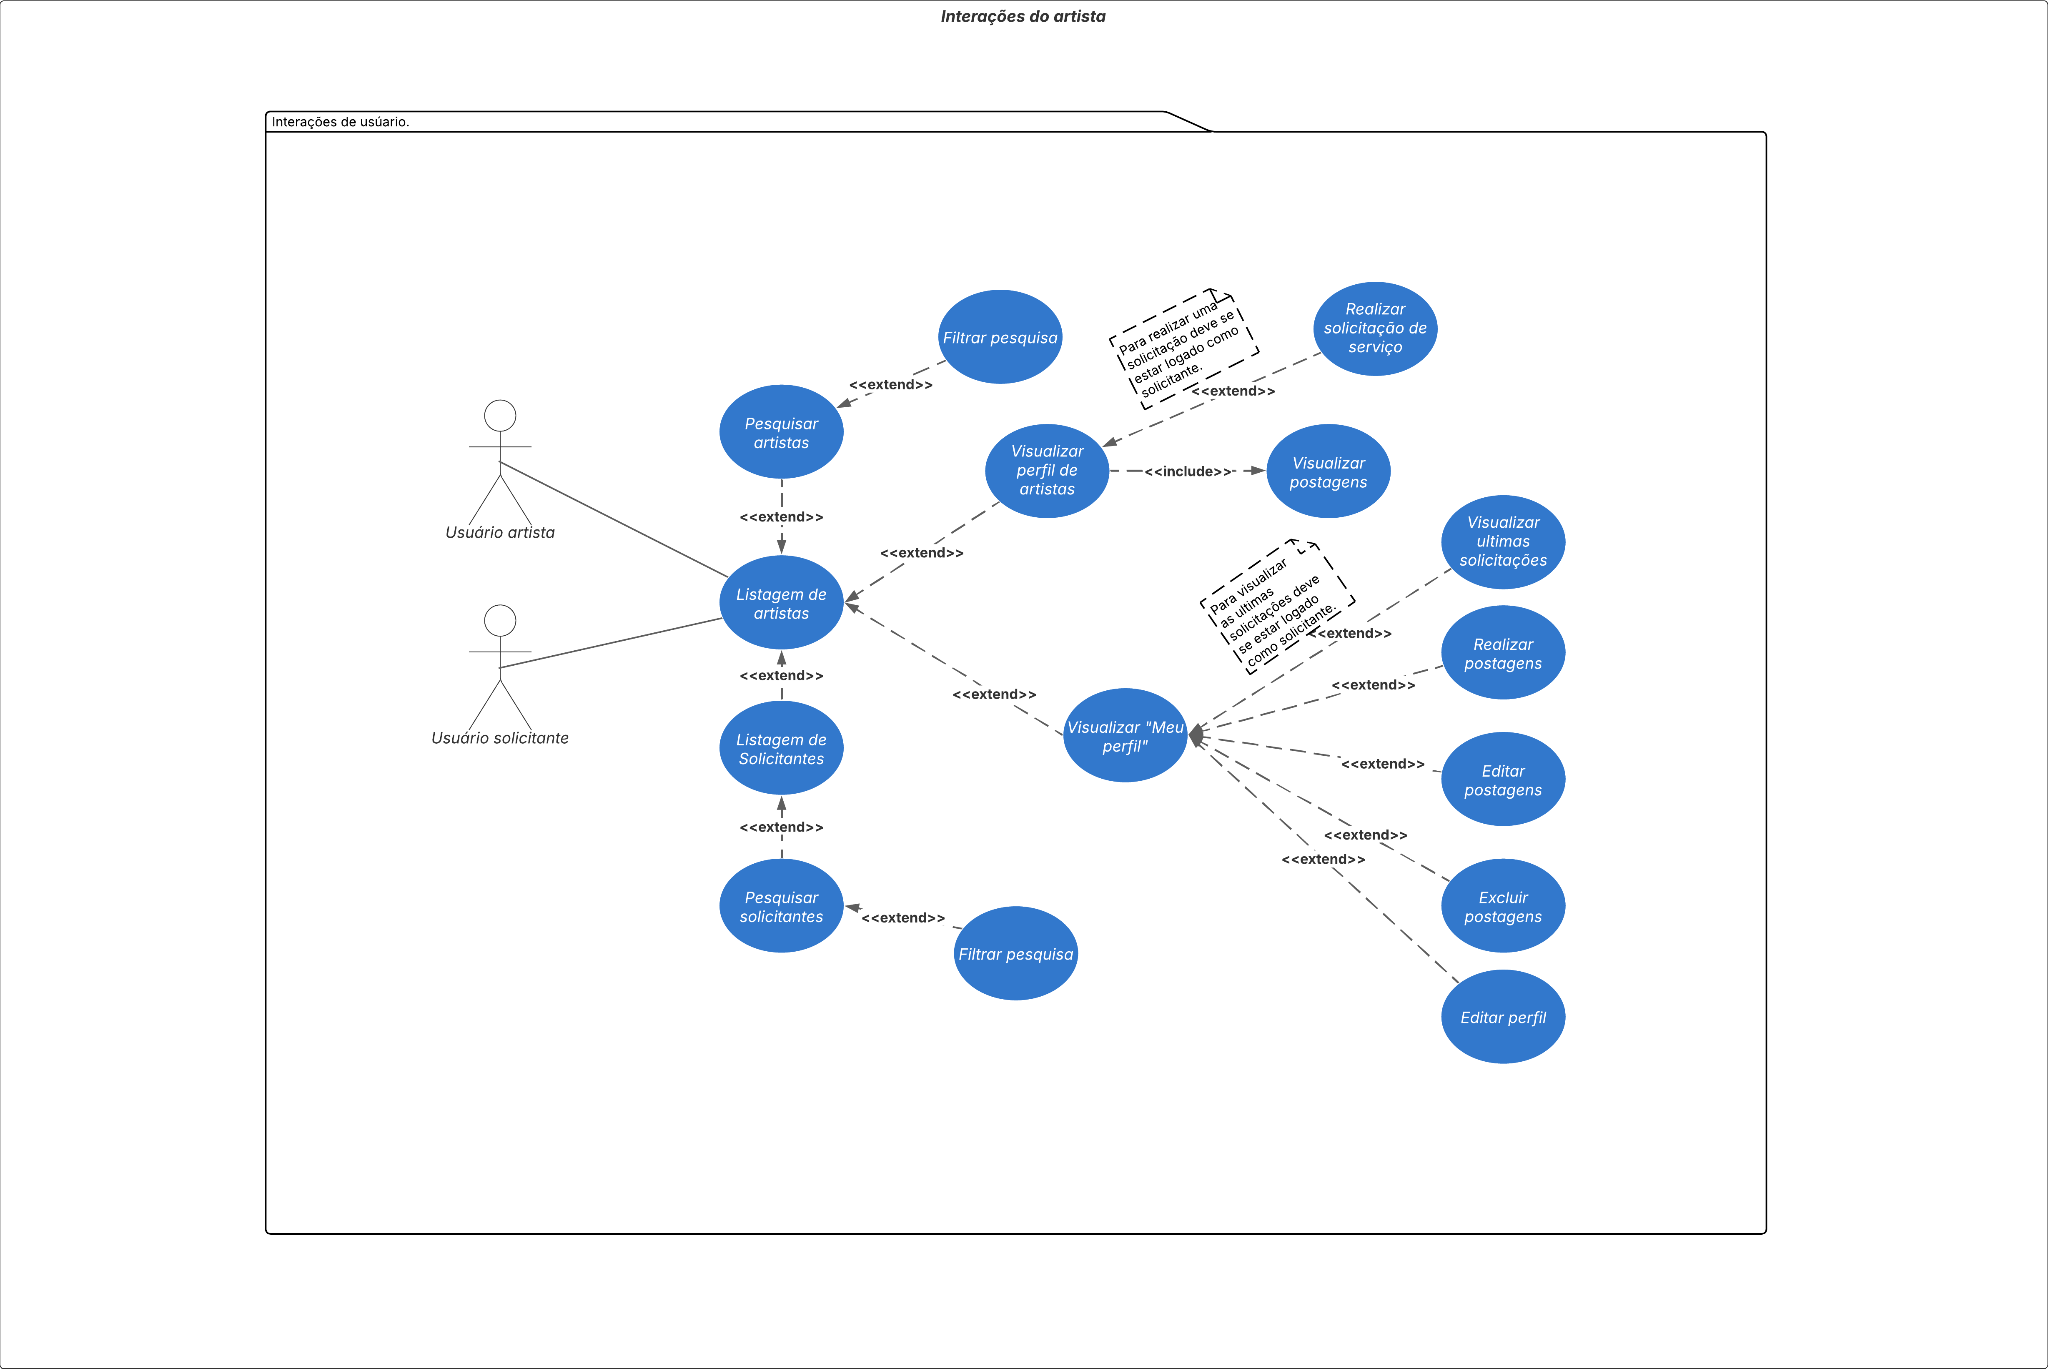 Interações do artista
Interações de usúario.
Filtrar pesquisa
<<extend>>
Pesquisar
artistas
<<extend>>
Para realizar uma
solicitação deve se
estar logado como
solicitante.
Realizar
solicitação de
serviço
<<extend>>
Visualizar
perfil de
artistas
<<include>>
Visualizar
postagens
Usuário artista
<<extend>>
Listagem de
artistas
Para visualizar
as ultimas
solicitações deve
se estar logado
como solicitante.
Visualizar
ultimas
solicitações
<<extend>>
Realizar
postagens
<<extend>>
<<extend>>
<<extend>>
Usuário solicitante
Listagem de
Solicitantes
Visualizar "Meu
perfil"
<<extend>>
Editar
postagens
<<extend>>
<<extend>>
<<extend>>
Pesquisar
solicitantes
<<extend>>
Filtrar pesquisa
Excluir
postagens
Editar perfil